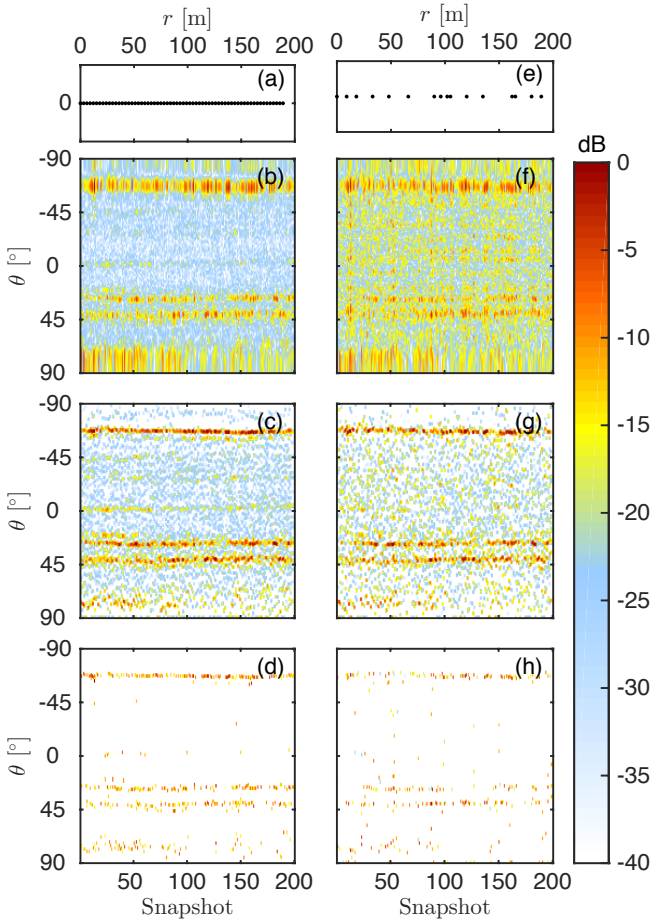 r [m] r [m]
0 50 100 150 200 0 50 100 150 200
(a) (e)
0
dB
-90 (b) (f) 0
-45 -5
θ [°] 0 -10
45
90 -15
-90 (c) (g)
-45 -20
θ [°] 0
45 -25
90
-90 (d) (h) -30
-45
θ [°] 0 -35
45
90 -40
50 100 150 200 50 100 150 200
Snapshot Snapshot